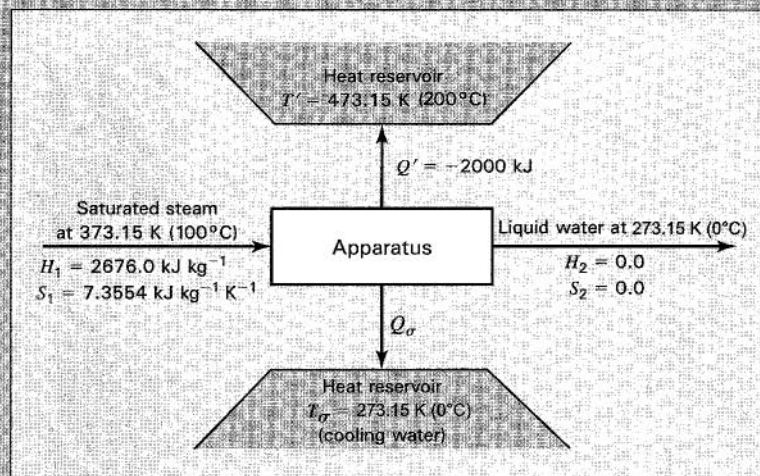 Heat reservoir
T′ = 473.15 K (200°C)
Q′ = −2000 kJ
Saturated steam
at 373.15 K (100°C)
H₁ = 2676.0 kJ kg⁻¹
S₁ = 7.3554 kJ kg⁻¹ K⁻¹
Apparatus
Liquid water at 273.15 K (0°C)
H₂ = 0.0
S₂ = 0.0
Qσ
Heat reservoir
Tσ = 273.15 K (0°C)
(cooling water)